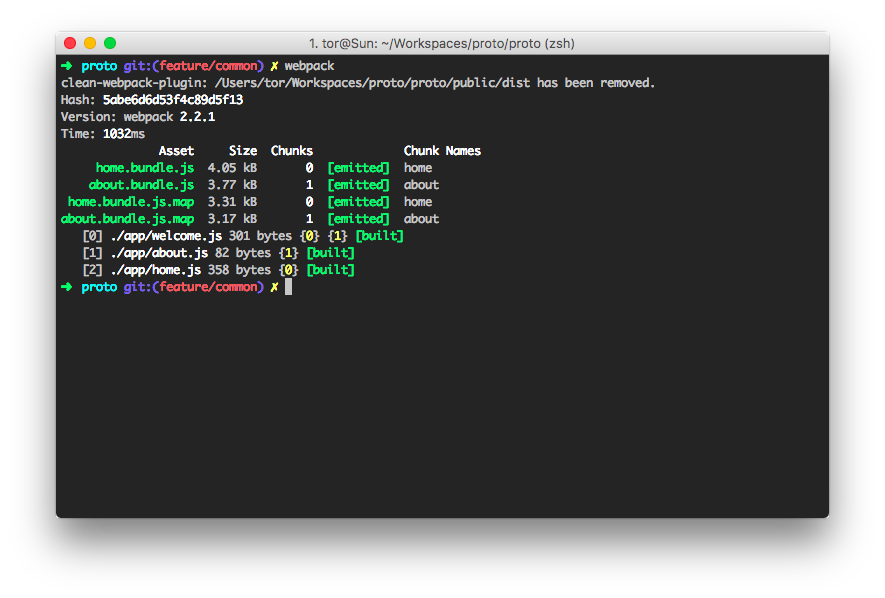 1. tor@Sun: ~/Workspaces/proto/proto (zsh)
➜ proto git:(feature/common) ✗ webpack
clean-webpack-plugin: /Users/tor/Workspaces/proto/proto/public/dist has been removed.
Hash: 5abe6d6d53f4c89d5f13
Version: webpack 2.2.1
Time: 1032ms
Asset Size Chunks Chunk Names
home.bundle.js 4.05 kB 0 [emitted] home
about.bundle.js 3.77 kB 1 [emitted] about
home.bundle.js.map 3.31 kB 0 [emitted] home
about.bundle.js.map 3.17 kB 1 [emitted] about
[0] ./app/welcome.js 301 bytes {0} {1} [built]
[1] ./app/about.js 82 bytes {1} [built]
[2] ./app/home.js 358 bytes {0} [built]
➜ proto git:(feature/common) ✗